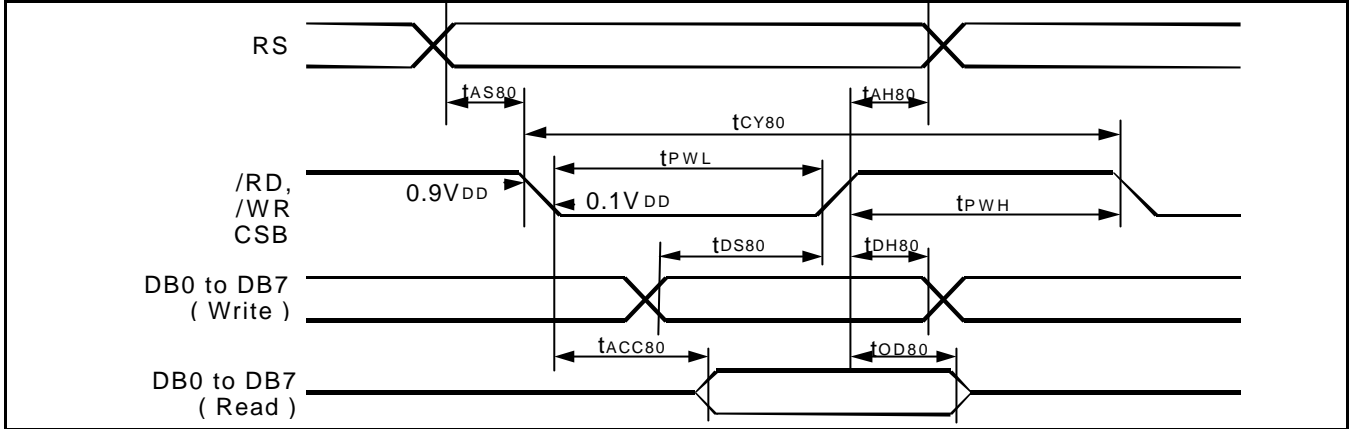 RS
tAS80
tAH80
tCY80
tPWL
/RD,
/WR
CSB
0.9VDD
0.1VDD
tPWH
tDS80
tDH80
DB0 to DB7
( Write )
tACC80
tOD80
DB0 to DB7
( Read )